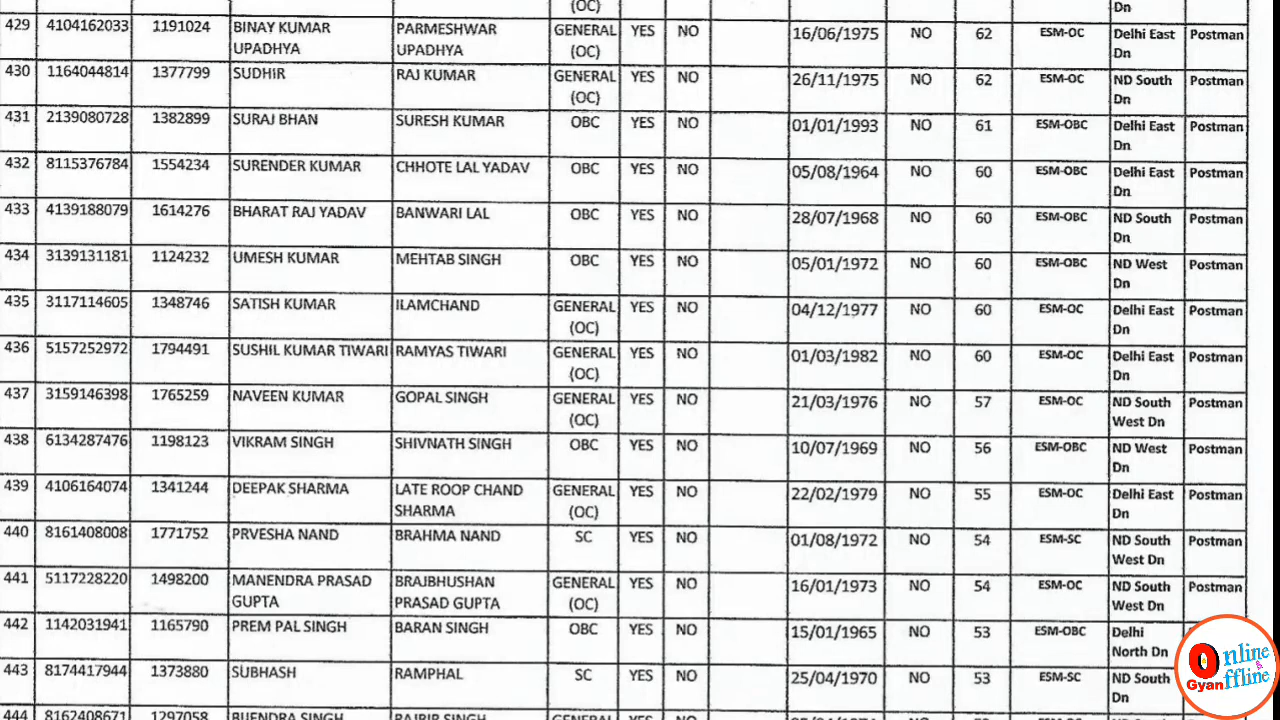 (OC) Dn
429 4104162033 1191024 BINAY KUMAR PARMESHWAR GENERAL YES NO 16/06/1975 NO 62 ESM-OC Delhi East Postman
UPADHYA UPADHYA (OC) Dn
430 1164044814 1377799 SUDHIR RAJ KUMAR GENERAL YES NO 26/11/1975 NO 62 ESM-OC ND South Postman
(OC) Dn
431 2139080728 1382899 SURAJ BHAN SURESH KUMAR OBC YES NO 01/01/1993 NO 61 ESM-OBC Delhi East Postman
Dn
432 8115376784 1554234 SURENDER KUMAR CHHOTE LAL YADAV OBC YES NO 05/08/1964 NO 60 ESM-OBC Delhi East Postman
Dn
433 4139188079 1614276 BHARAT RAJ YADAV BANWARI LAL OBC YES NO 28/07/1968 NO 60 ESM-OBC ND South Postman
Dn
434 3139131181 1124232 UMESH KUMAR MEHTAB SINGH OBC YES NO 05/01/1972 NO 60 ESM-OBC ND West Postman
Dn
435 3117114605 1348746 SATISH KUMAR ILAMCHAND GENERAL YES NO 04/12/1977 NO 60 ESM-OC Delhi East Postman
(OC) Dn
436 5157252972 1794491 SUSHIL KUMAR TIWARI RAMYAS TIWARI GENERAL YES NO 01/03/1982 NO 60 ESM-OC Delhi East Postman
(OC) Dn
437 3159146398 1765259 NAVEEN KUMAR GOPAL SINGH GENERAL YES NO 21/03/1976 NO 57 ESM-OC ND South Postman
(OC) West Dn
438 6134287476 1198123 VIKRAM SINGH SHIVNATH SINGH OBC YES NO 10/07/1969 NO 56 ESM-OBC ND West Postman
Dn
439 4106164074 1341244 DEEPAK SHARMA LATE ROOP CHAND GENERAL YES NO 22/02/1979 NO 55 ESM-OC Delhi East Postman
SHARMA (OC) Dn
440 8161408008 1771752 PRVESHA NAND BRAHMA NAND SC YES NO 01/08/1972 NO 54 ESM-SC ND South Postman
West Dn
441 5117228220 1498200 MANENDRA PRASAD BRAJBHUSHAN GENERAL YES NO 16/01/1973 NO 54 ESM-OC ND South Postman
GUPTA PRASAD GUPTA (OC) West Dn
442 1142031941 1165790 PREM PAL SINGH BARAN SINGH OBC YES NO 15/01/1965 NO 53 ESM-OBC Delhi
North Dn
443 8174417944 1373880 SUBHASH RAMPHAL SC YES NO 25/04/1970 NO 53 ESM-SC ND South
Dn
444 8162408671 1297058 BIJENDRA SINGH GENERAL YES NO
Online
&
Gyan Offline